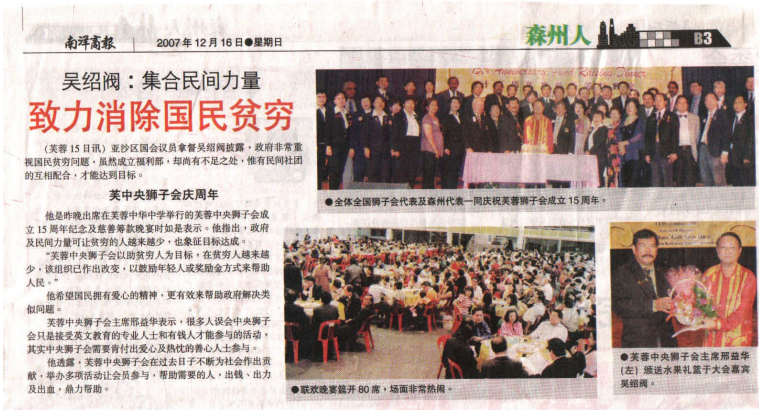 南洋商报
2007年12月16日●星期日
森州人
B3
吴绍阀：集合民间力量
致力消除国民贫穷
（芙蓉15日讯）亚沙区国会议员拿督吴绍阀披露，政府非常重
视国民贫穷问题，虽然成立福利部，却尚有不足之处，惟有民间社团
的互相配合，才能达到目标。
芙中央狮子会庆周年
他是昨晚出席在芙蓉中华中学举行的芙蓉中央狮子会成
立15周年纪念及慈善筹款晚宴时如是表示。他指出，政府
及民间力量可让贫穷的人越来越少，也象征目标达成。
“芙蓉中央狮子会以助贫穷人为目标，在贫穷人越来越
少，该组织已作出改变，以鼓励年轻人或奖励金方式来帮助
人民。”
他希望国民拥有爱心的精神，更有效来帮助政府解决类
似问题。
芙蓉中央狮子会主席邢益华表示，很多人误会中央狮子
会只是接受英文教育的专业人士和有钱人才能参与的活动，
其实中央狮子会需要肯付出爱心及热忱的善心人士参与。
他透露，芙蓉中央狮子会在过去日子不断为社会作出贡
献，举办多项活动让会员参与，帮助需要的人，出钱、出力
及出血，鼎力帮助。
15th Anniversary Fund Raising Dinner
●全体全国狮子会代表及森州代表一同庆祝芙蓉狮子会成立15周年。
●联欢晚宴筵开80席，场面非常热闹。
●芙蓉中央狮子会主席邢益华
（左）颁送水果礼篮于大会嘉宾
吴绍阀。